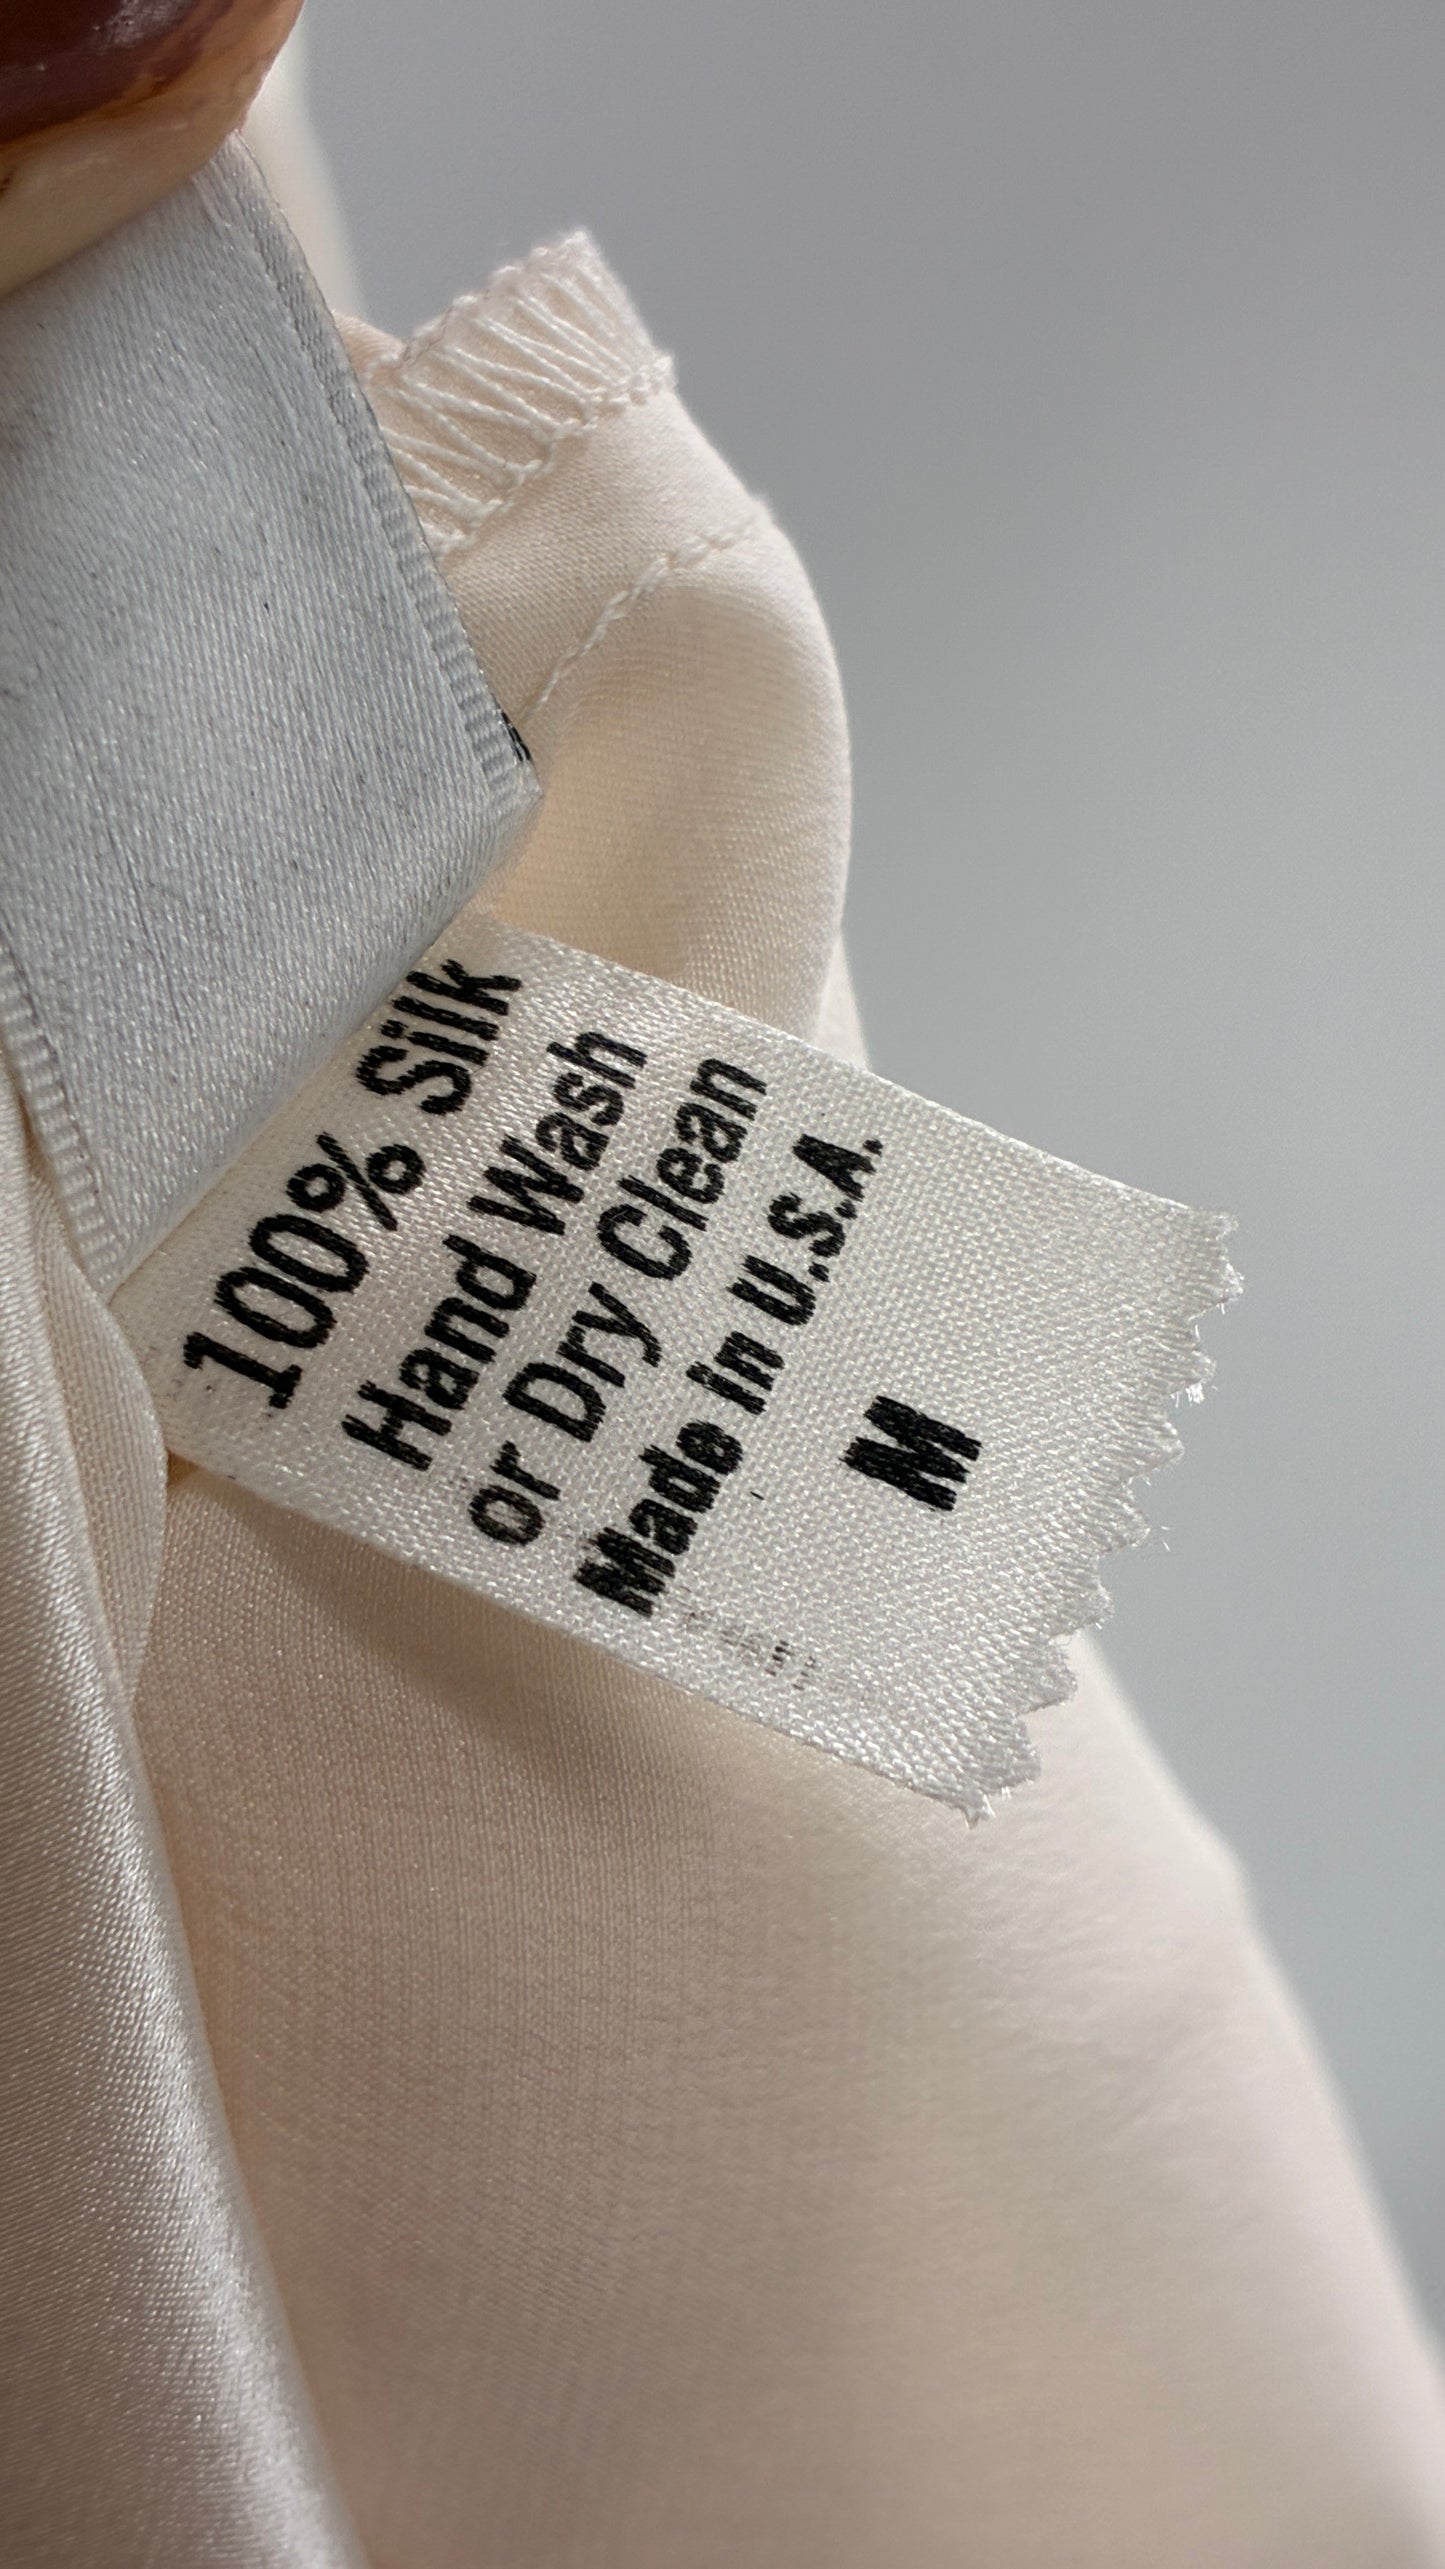 100% Silk
Hand Wash
or Dry Clean
Made in U.S.A.
M